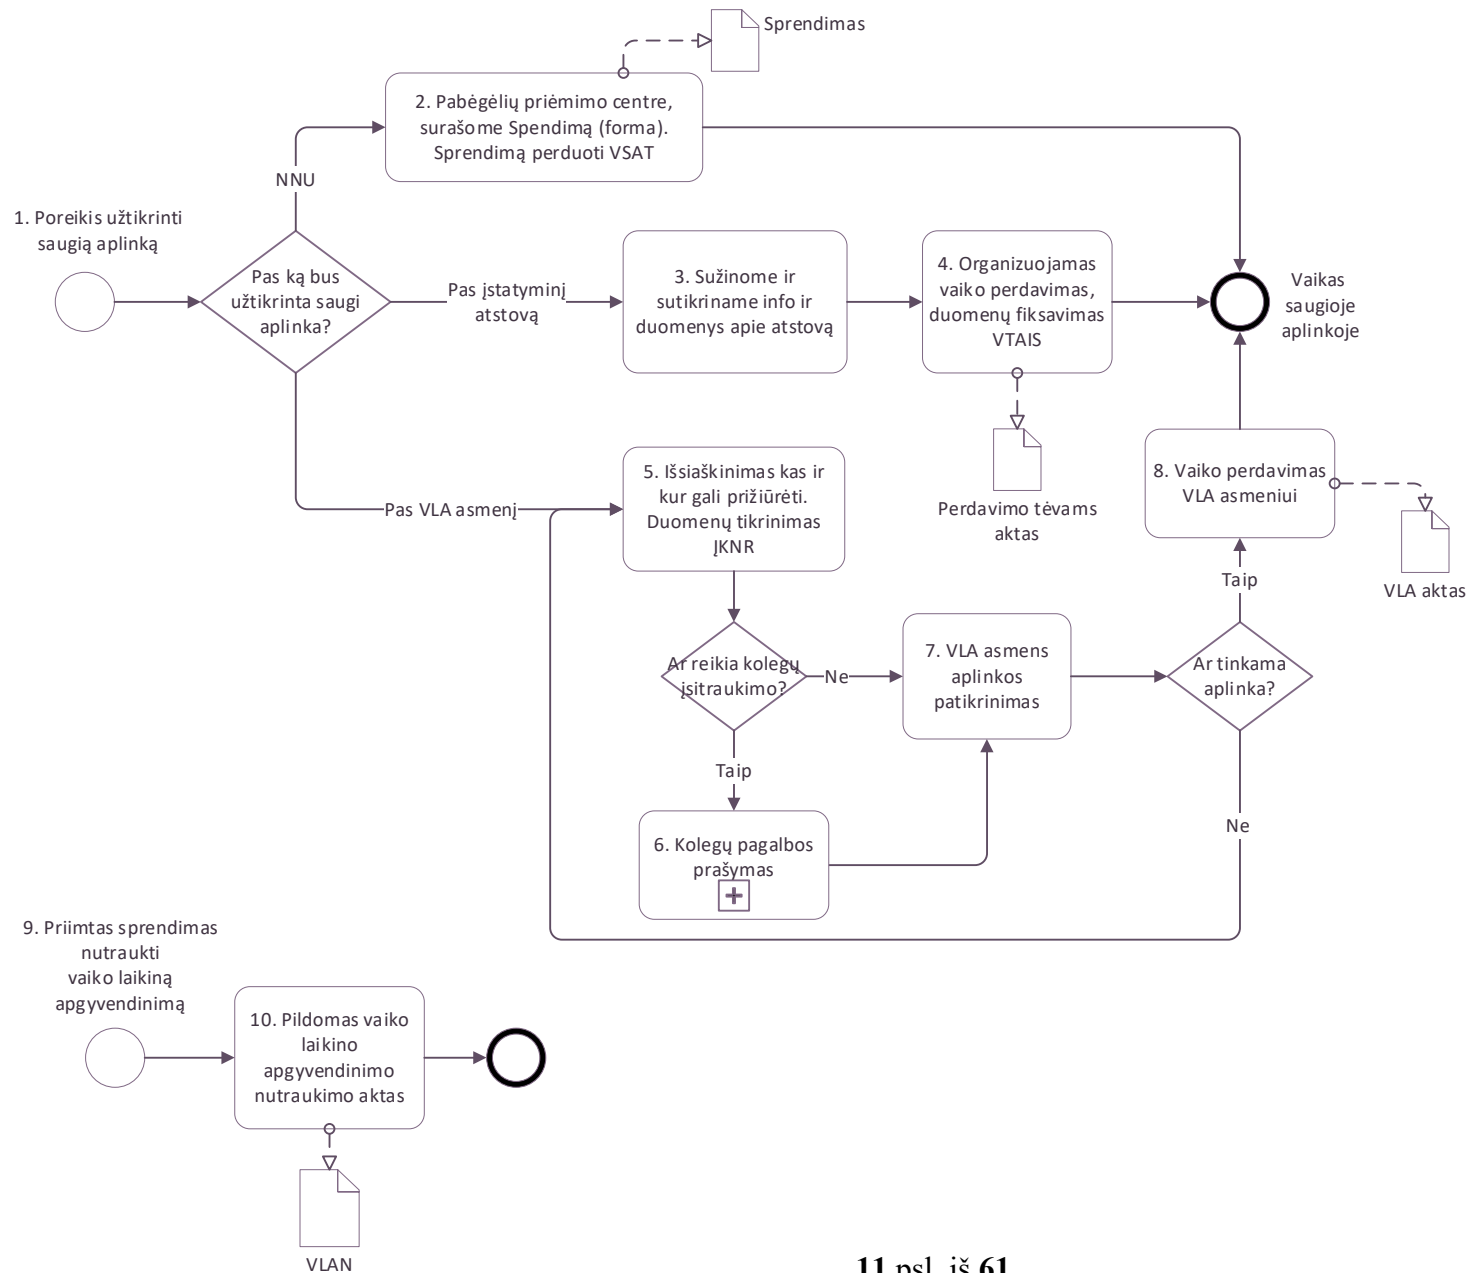 Sprendimas
2. Pabėgėlių priėmimo centre,
surašome Spendimą (forma).
Sprendimą perduoti VSAT
NNU
1. Poreikis užtikrinti
saugią aplinką
Pas ką bus
užtikrinta saugi
aplinka?
Pas įstatyminį
atstovą
3. Sužinome ir
sutikriname info ir
duomenys apie atstovą
4. Organizuojamas
vaiko perdavimas,
duomenų fiksavimas
VTAIS
Vaikas
saugioje
aplinkoje
Perdavimo tėvams
aktas
Pas VLA asmenį
5. Išsiaškinimas kas ir
kur gali prižiūrėti.
Duomenų tikrinimas
ĮKNR
8. Vaiko perdavimas
VLA asmeniui
VLA aktas
Taip
Ar reikia kolegų
įsitraukimo?
Ne
7. VLA asmens
aplinkos
patikrinimas
Ar tinkama
aplinka?
Taip
Ne
6. Kolegų pagalbos
prašymas
9. Priimtas sprendimas
nutraukti
vaiko laikiną
apgyvendinimą
10. Pildomas vaiko
laikino
apgyvendinimo
nutraukimo aktas
VLAN
11 psl. iš 61